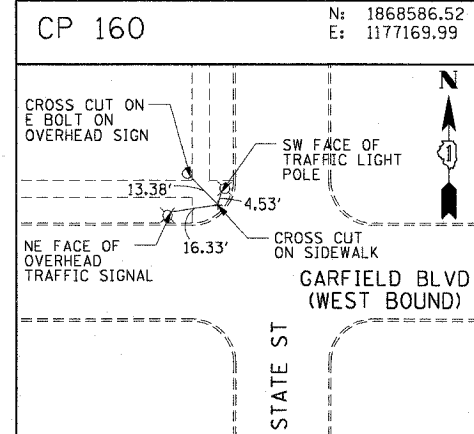 CP 160
N: 1868586.52
E: 1177169.99
CROSS CUT ON
E BOLT ON
OVERHEAD SIGN
N
1
SW FACE OF
TRAFFIC LIGHT
POLE
13.38'
4.53'
NE FACE OF
OVERHEAD
TRAFFIC SIGNAL
16.33'
CROSS CUT
ON SIDEWALK
GARFIELD BLVD
(WEST BOUND)
STATE ST